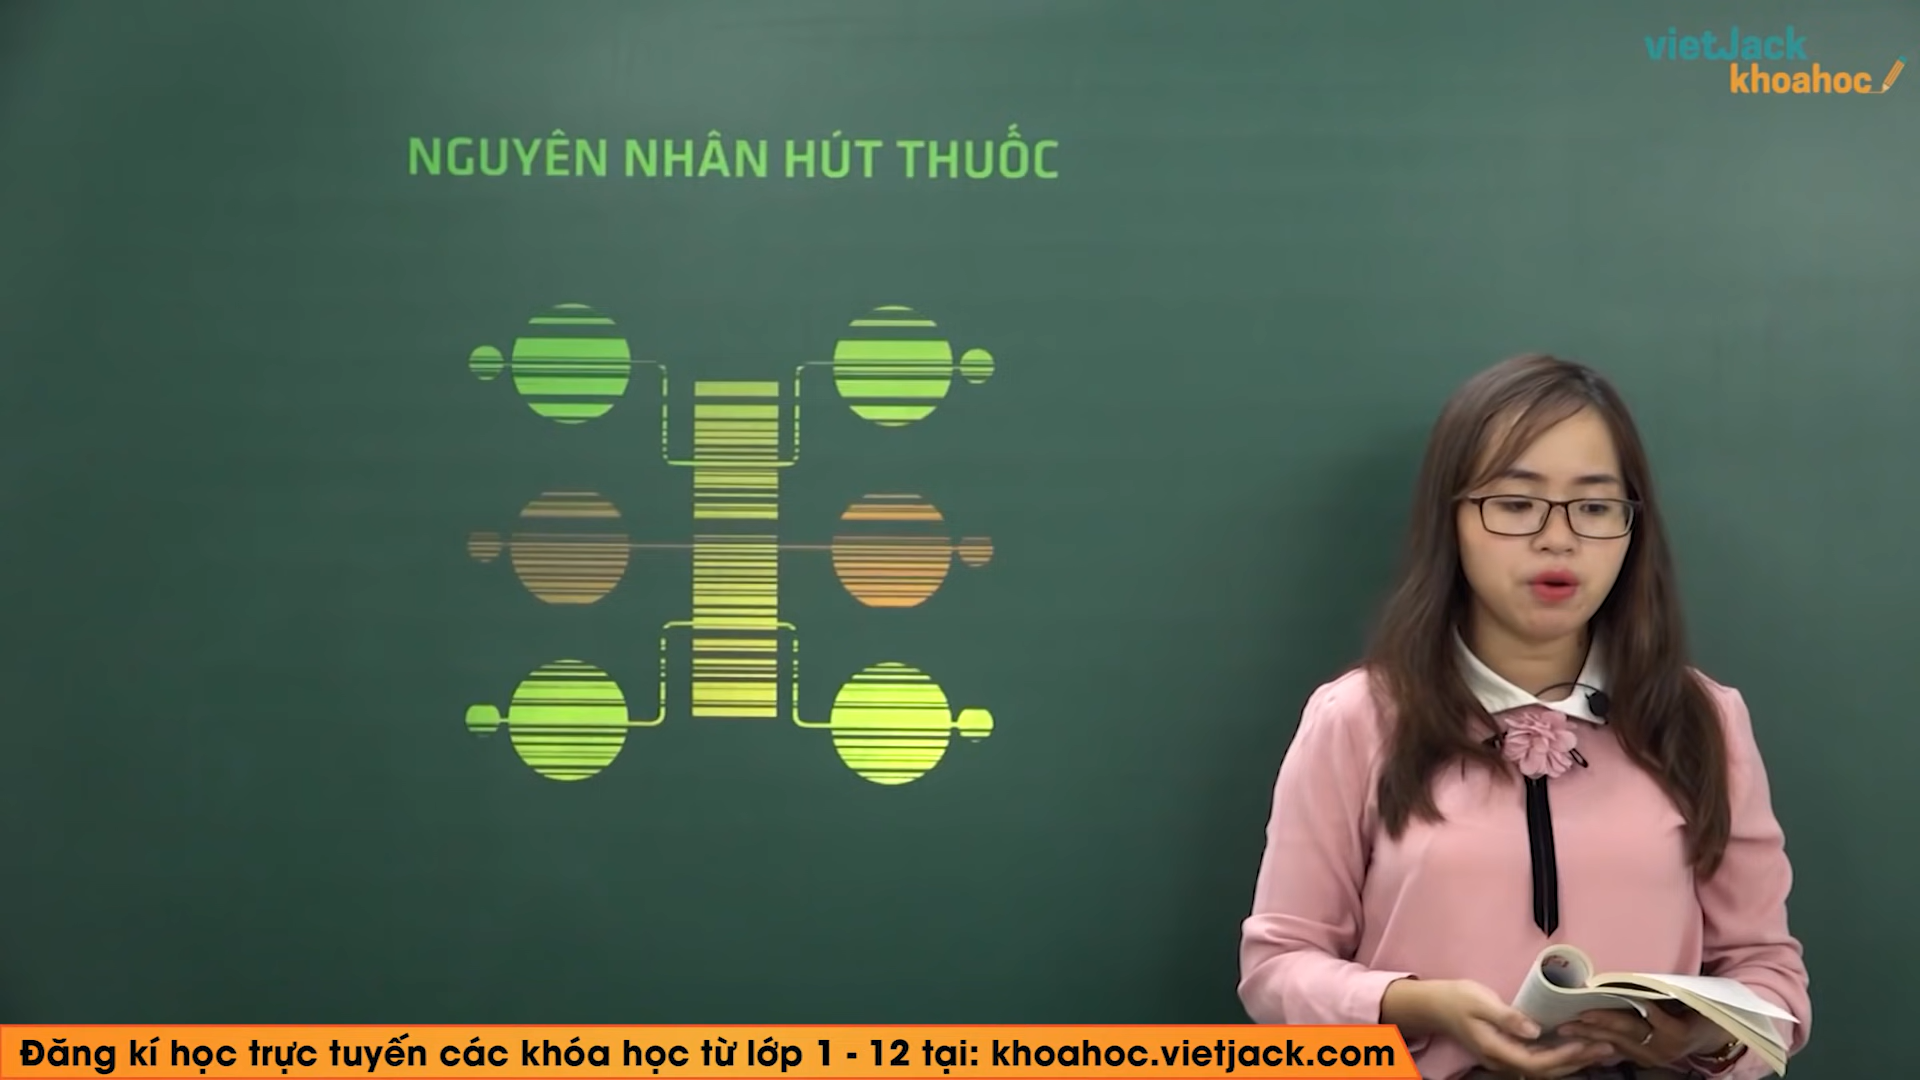 vietJack
khoahoc
NGUYÊN NHÂN HÚT THUỐC
Đăng kí học trực tuyến các khóa học từ lớp 1 - 12 tại: khoahoc.vietjack.com